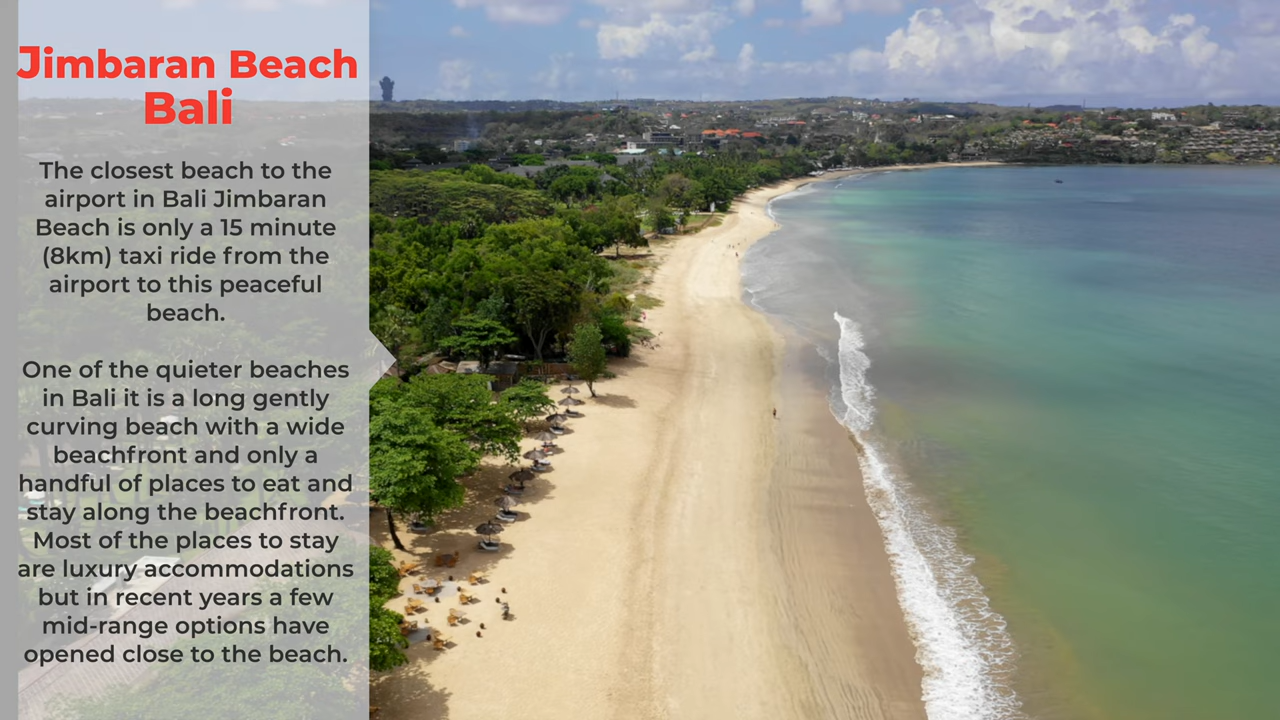 Jimbaran Beach
Bali
The closest beach to the
airport in Bali Jimbaran
Beach is only a 15 minute
(8km) taxi ride from the
airport to this peaceful
beach.
One of the quieter beaches
in Bali it is a long gently
curving beach with a wide
beachfront and only a
handful of places to eat and
stay along the beachfront.
Most of the places to stay
are luxury accommodations
but in recent years a few
mid-range options have
opened close to the beach.